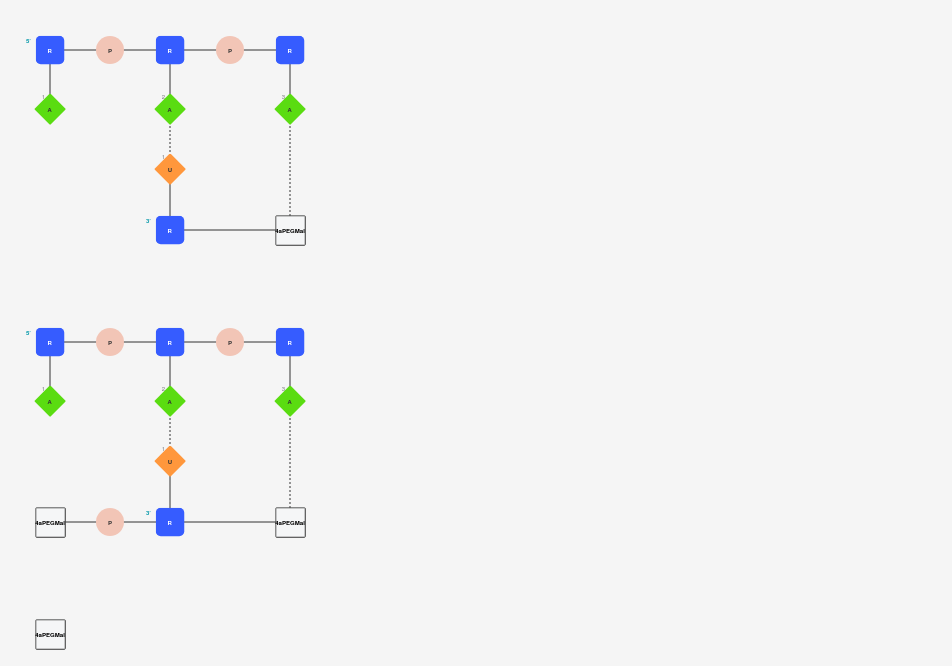 5' R P R P R
1 A 2 A 3 A
1 U
3' R 4aPEGMal
5' R P R P R
1 A 2 A 3 A
1 U
4aPEGMal P 3' R 4aPEGMal
4aPEGMal